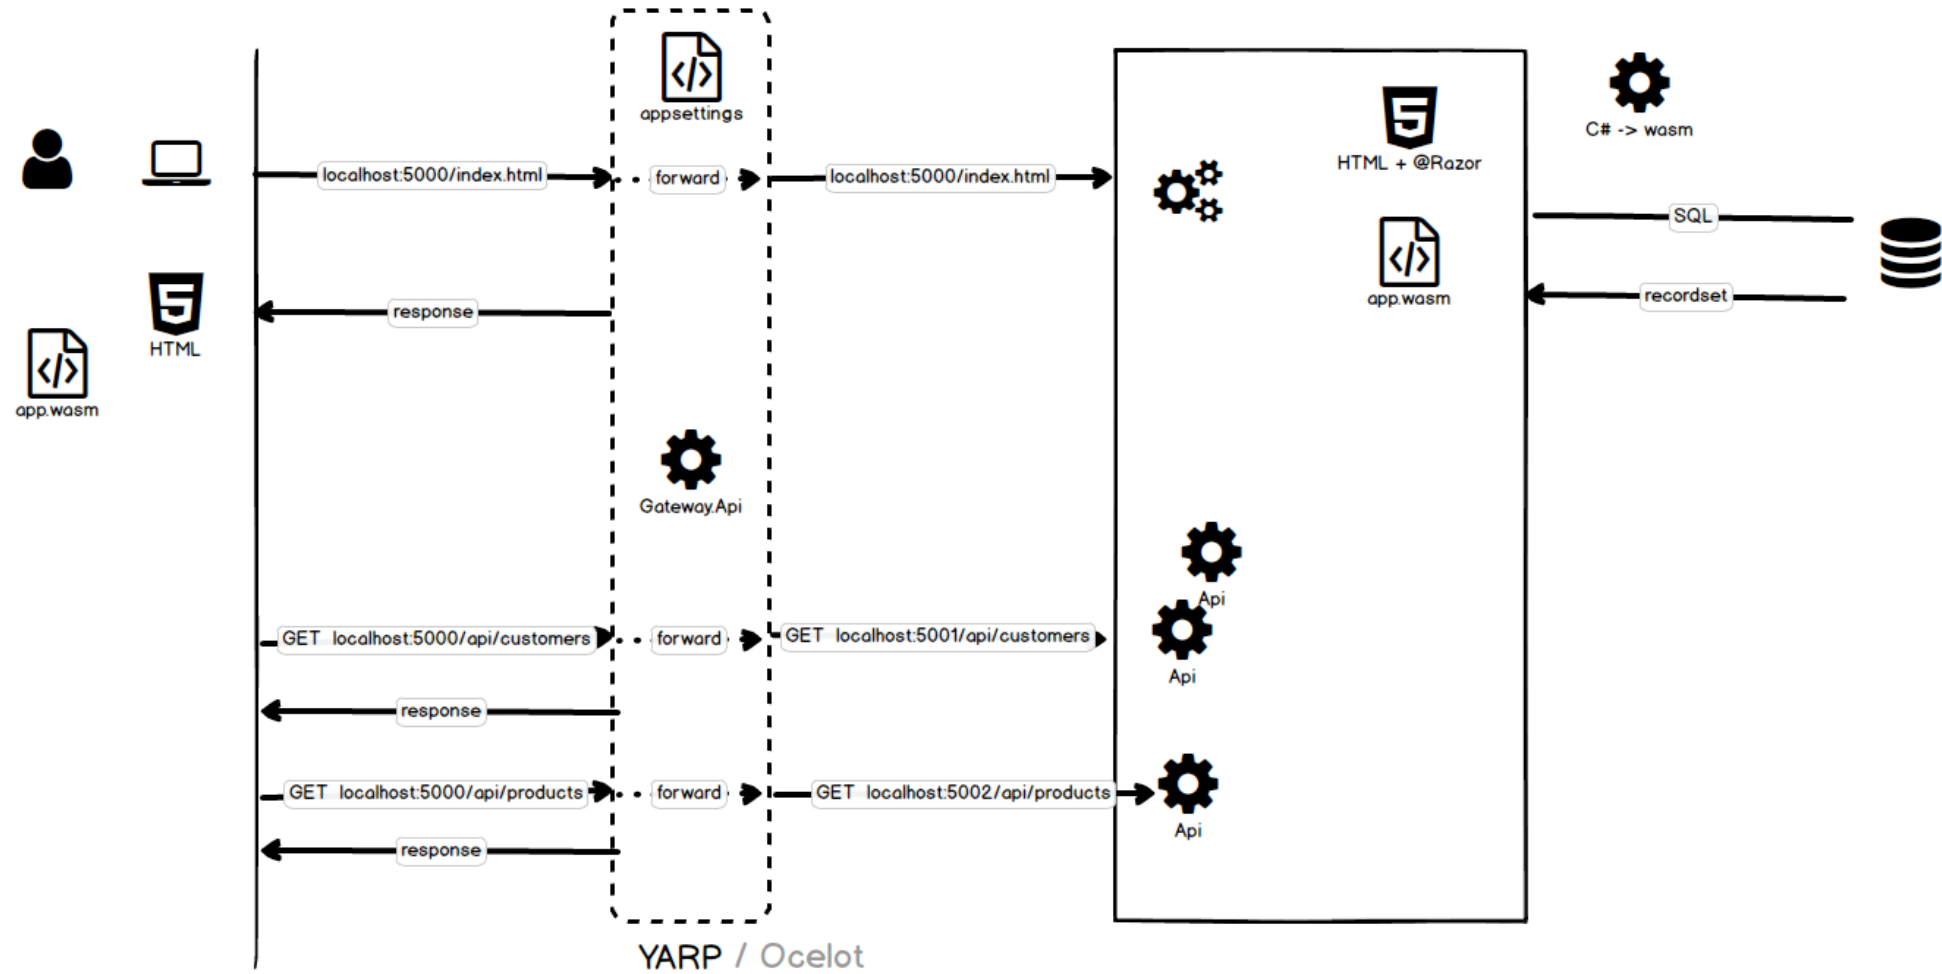 appsettings
C# -> wasm
HTML + @Razor
localhost:5000/index.html
forward
localhost:5000/index.html
SQL
app.wasm
recordset
response
HTML
app.wasm
Gateway.Api
Api
GET localhost:5000/api/customers
forward
GET localhost:5001/api/customers
Api
response
GET localhost:5000/api/products
forward
GET localhost:5002/api/products
Api
response
YARP / Ocelot